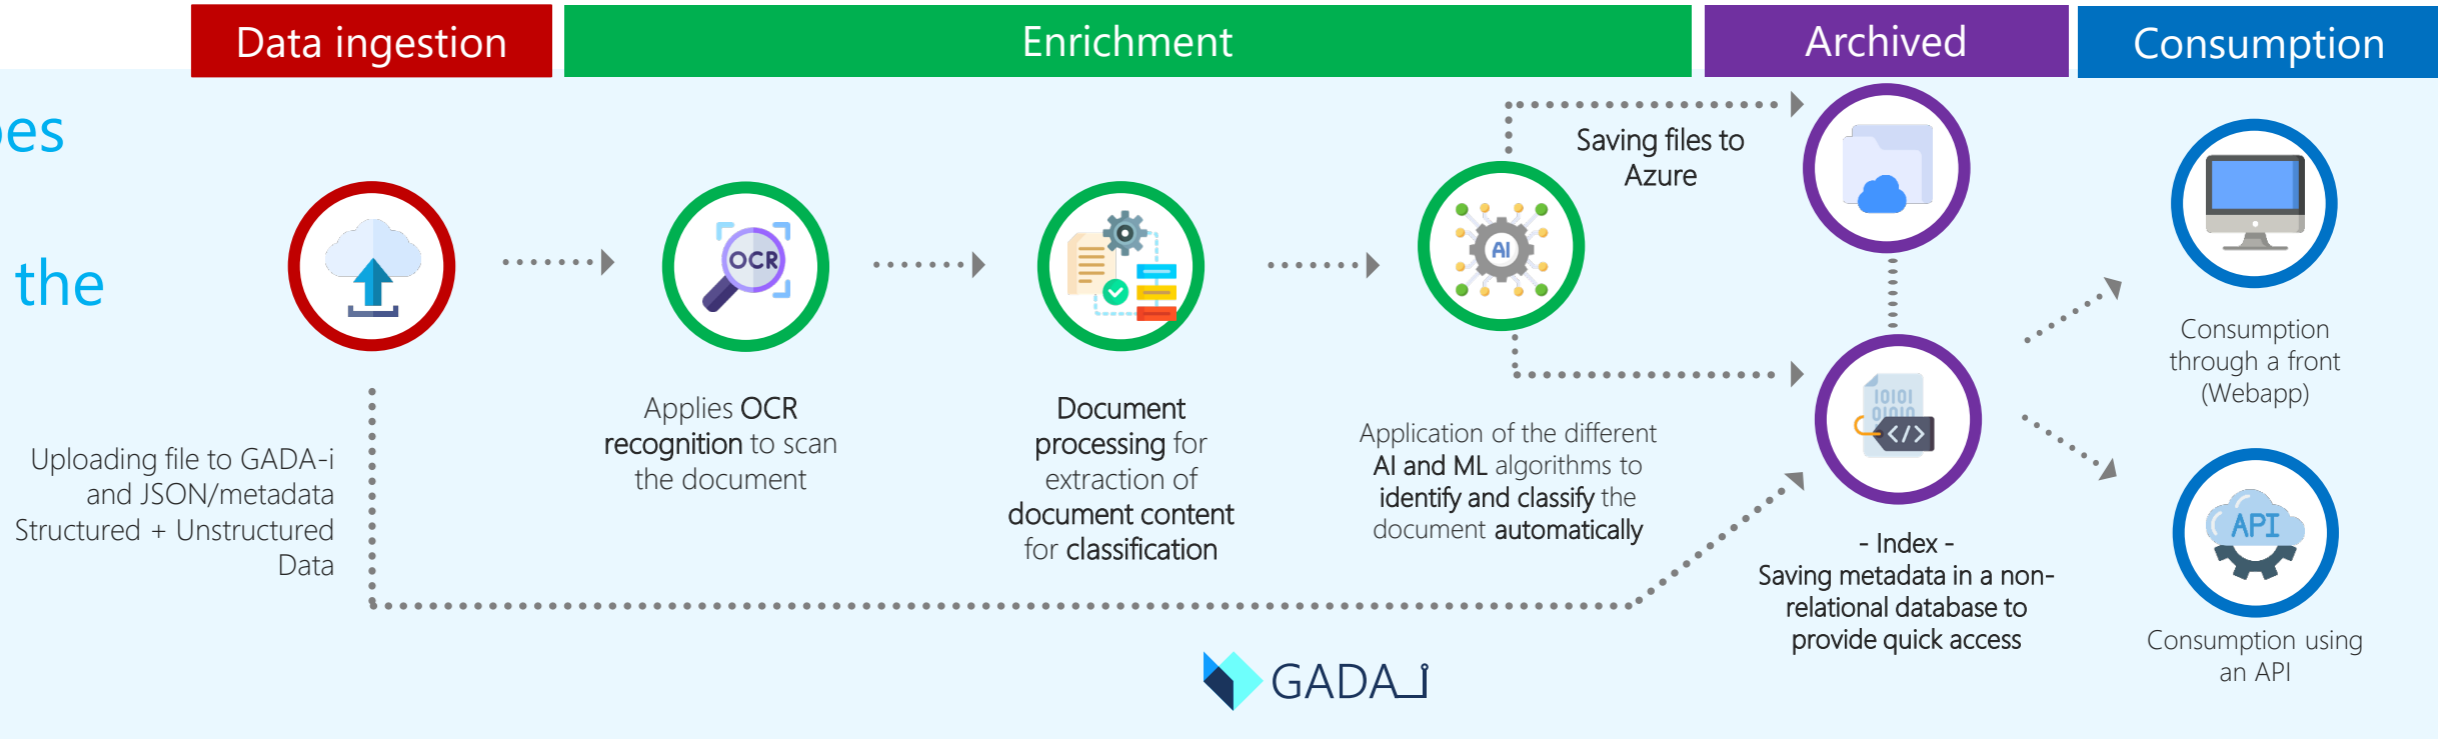 Data ingestion
Enrichment
Archived
Consumption
the
Saving files to
Azure
OCR
AI
Uploading file to GADA-i
and JSON/metadata
Structured + Unstructured
Data
Applies OCR
recognition to scan
the document
Document
processing for
extraction of
document content
for classification
Application of the different
AI and ML algorithms to
identify and classify the
document automatically
10101
01010
</>
- Index -
Saving metadata in a non-
relational database to
provide quick access
Consumption
through a front
(Webapp)
API
Consumption using
an API
GADA_i